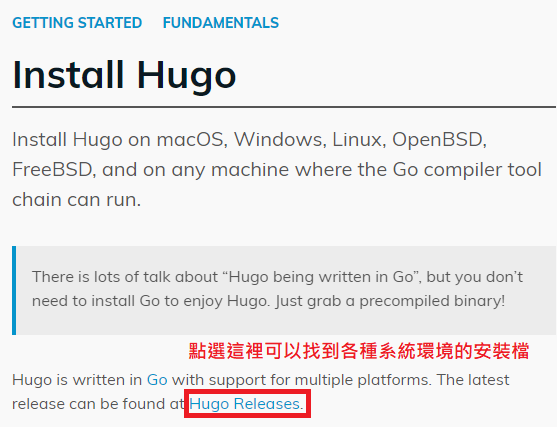 GETTING STARTED FUNDAMENTALS
Install Hugo
Install Hugo on macOS, Windows, Linux, OpenBSD,
FreeBSD, and on any machine where the Go compiler tool
chain can run.
There is lots of talk about “Hugo being written in Go”, but you don’t
need to install Go to enjoy Hugo. Just grab a precompiled binary!
點選這裡可以找到各種系統環境的安裝檔
Hugo is written in Go with support for multiple platforms. The latest
release can be found at Hugo Releases.